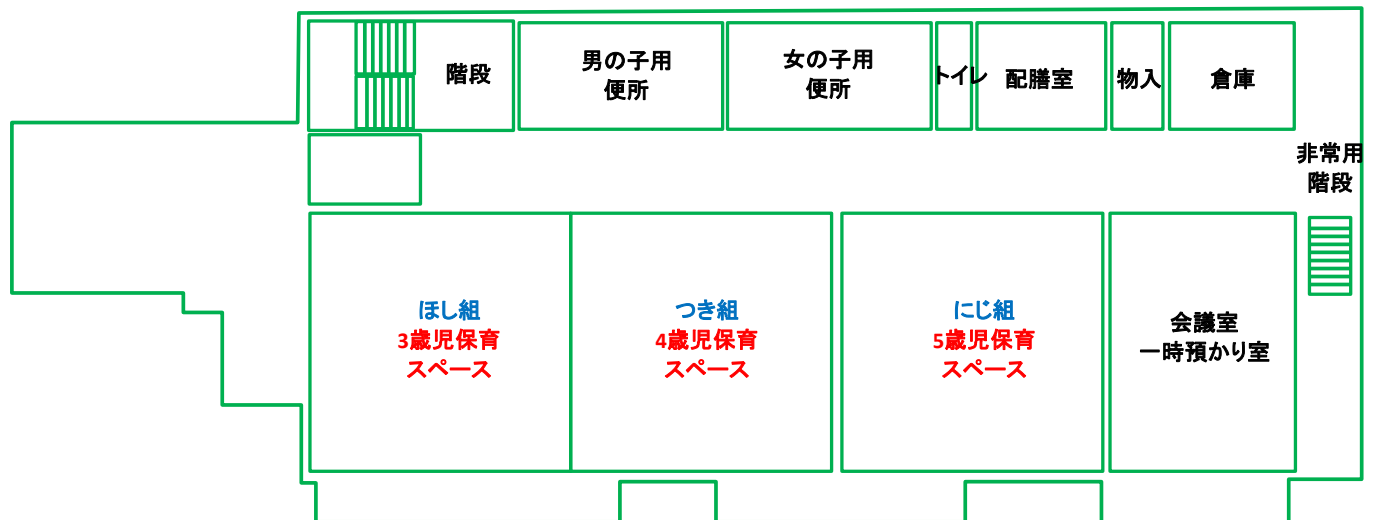 階段
男の子用
便所
女の子用
便所
トイレ
配膳室
物入
倉庫
非常用
階段
ほし組
3歳児保育
スペース
つき組
4歳児保育
スペース
にじ組
5歳児保育
スペース
会議室
一時預かり室